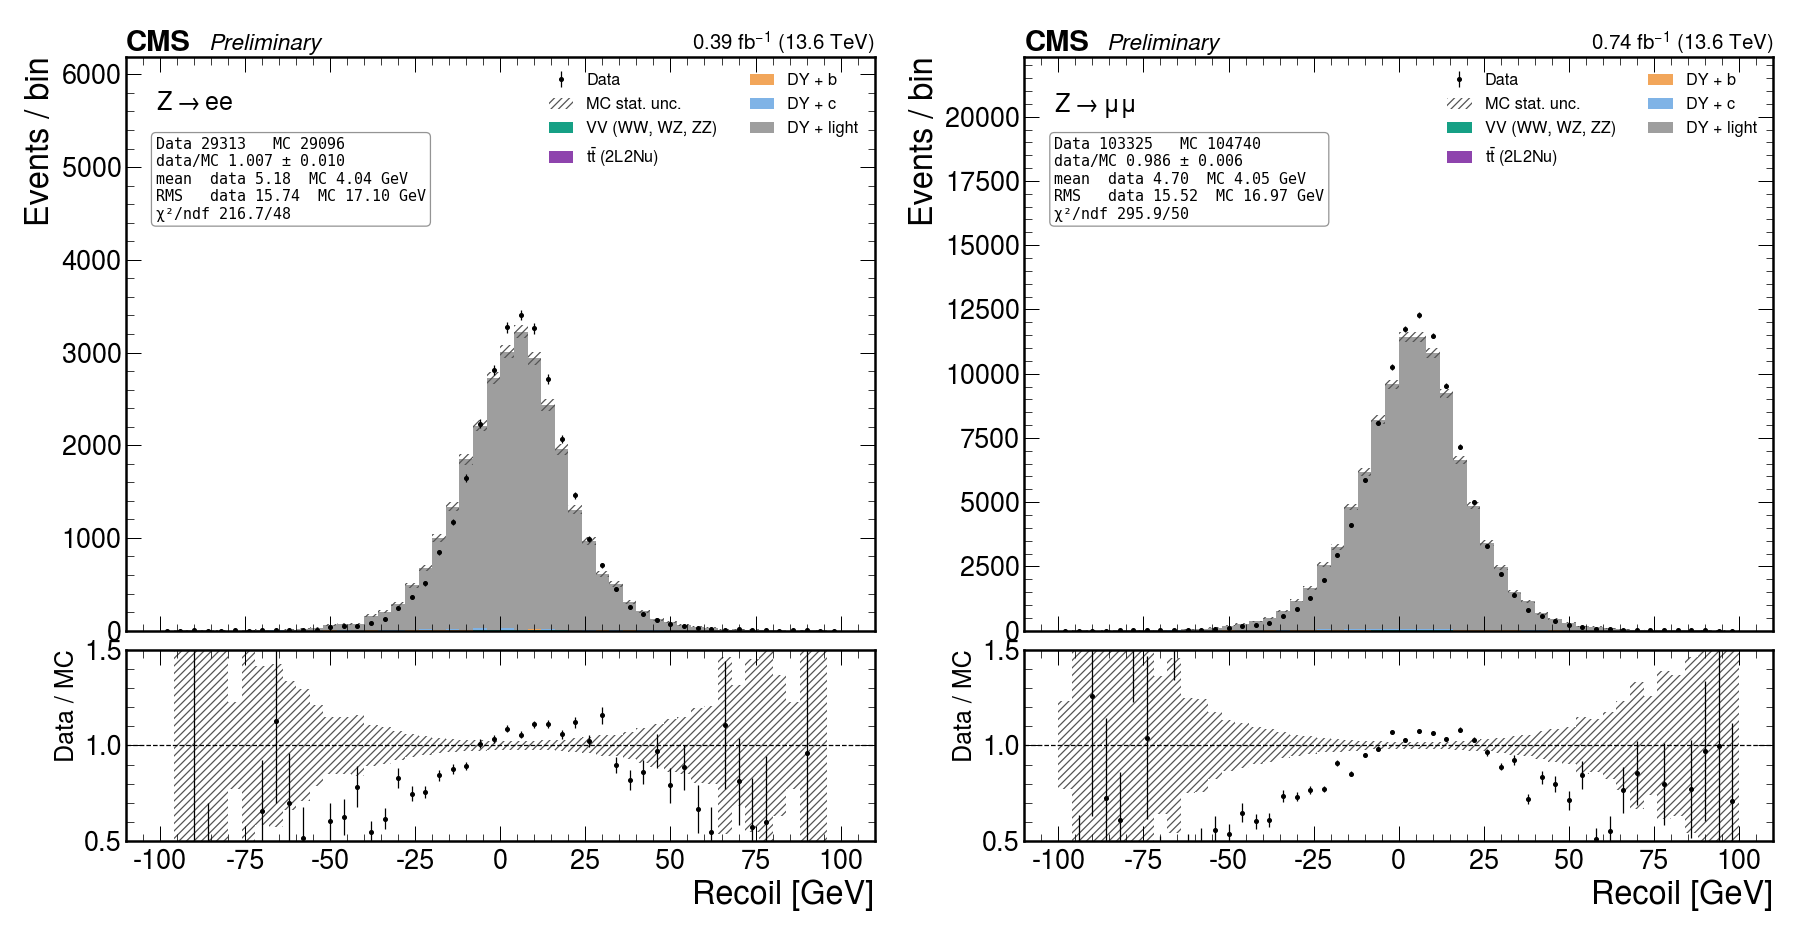 CMS Preliminary 0.39 fb⁻¹ (13.6 TeV)
Events / bin
6000
5000
4000
3000
2000
1000
0
Z → ee
Data 29313 MC 29096
data/MC 1.007 ± 0.010
mean data 5.18 MC 4.04 GeV
RMS data 15.74 MC 17.10 GeV
χ²/ndf 216.7/48
Data
MC stat. unc.
VV (WW, WZ, ZZ)
tt̄ (2L2Nu)
DY + b
DY + c
DY + light
Data / MC
1.5
1.0
0.5
-100 -75 -50 -25 0 25 50 75 100
Recoil [GeV]
CMS Preliminary 0.74 fb⁻¹ (13.6 TeV)
Events / bin
20000
17500
15000
12500
10000
7500
5000
2500
0
Z → μμ
Data 103325 MC 104740
data/MC 0.986 ± 0.006
mean data 4.70 MC 4.05 GeV
RMS data 15.52 MC 16.97 GeV
χ²/ndf 295.9/50
Data
MC stat. unc.
VV (WW, WZ, ZZ)
tt̄ (2L2Nu)
DY + b
DY + c
DY + light
Data / MC
1.5
1.0
0.5
-100 -75 -50 -25 0 25 50 75 100
Recoil [GeV]